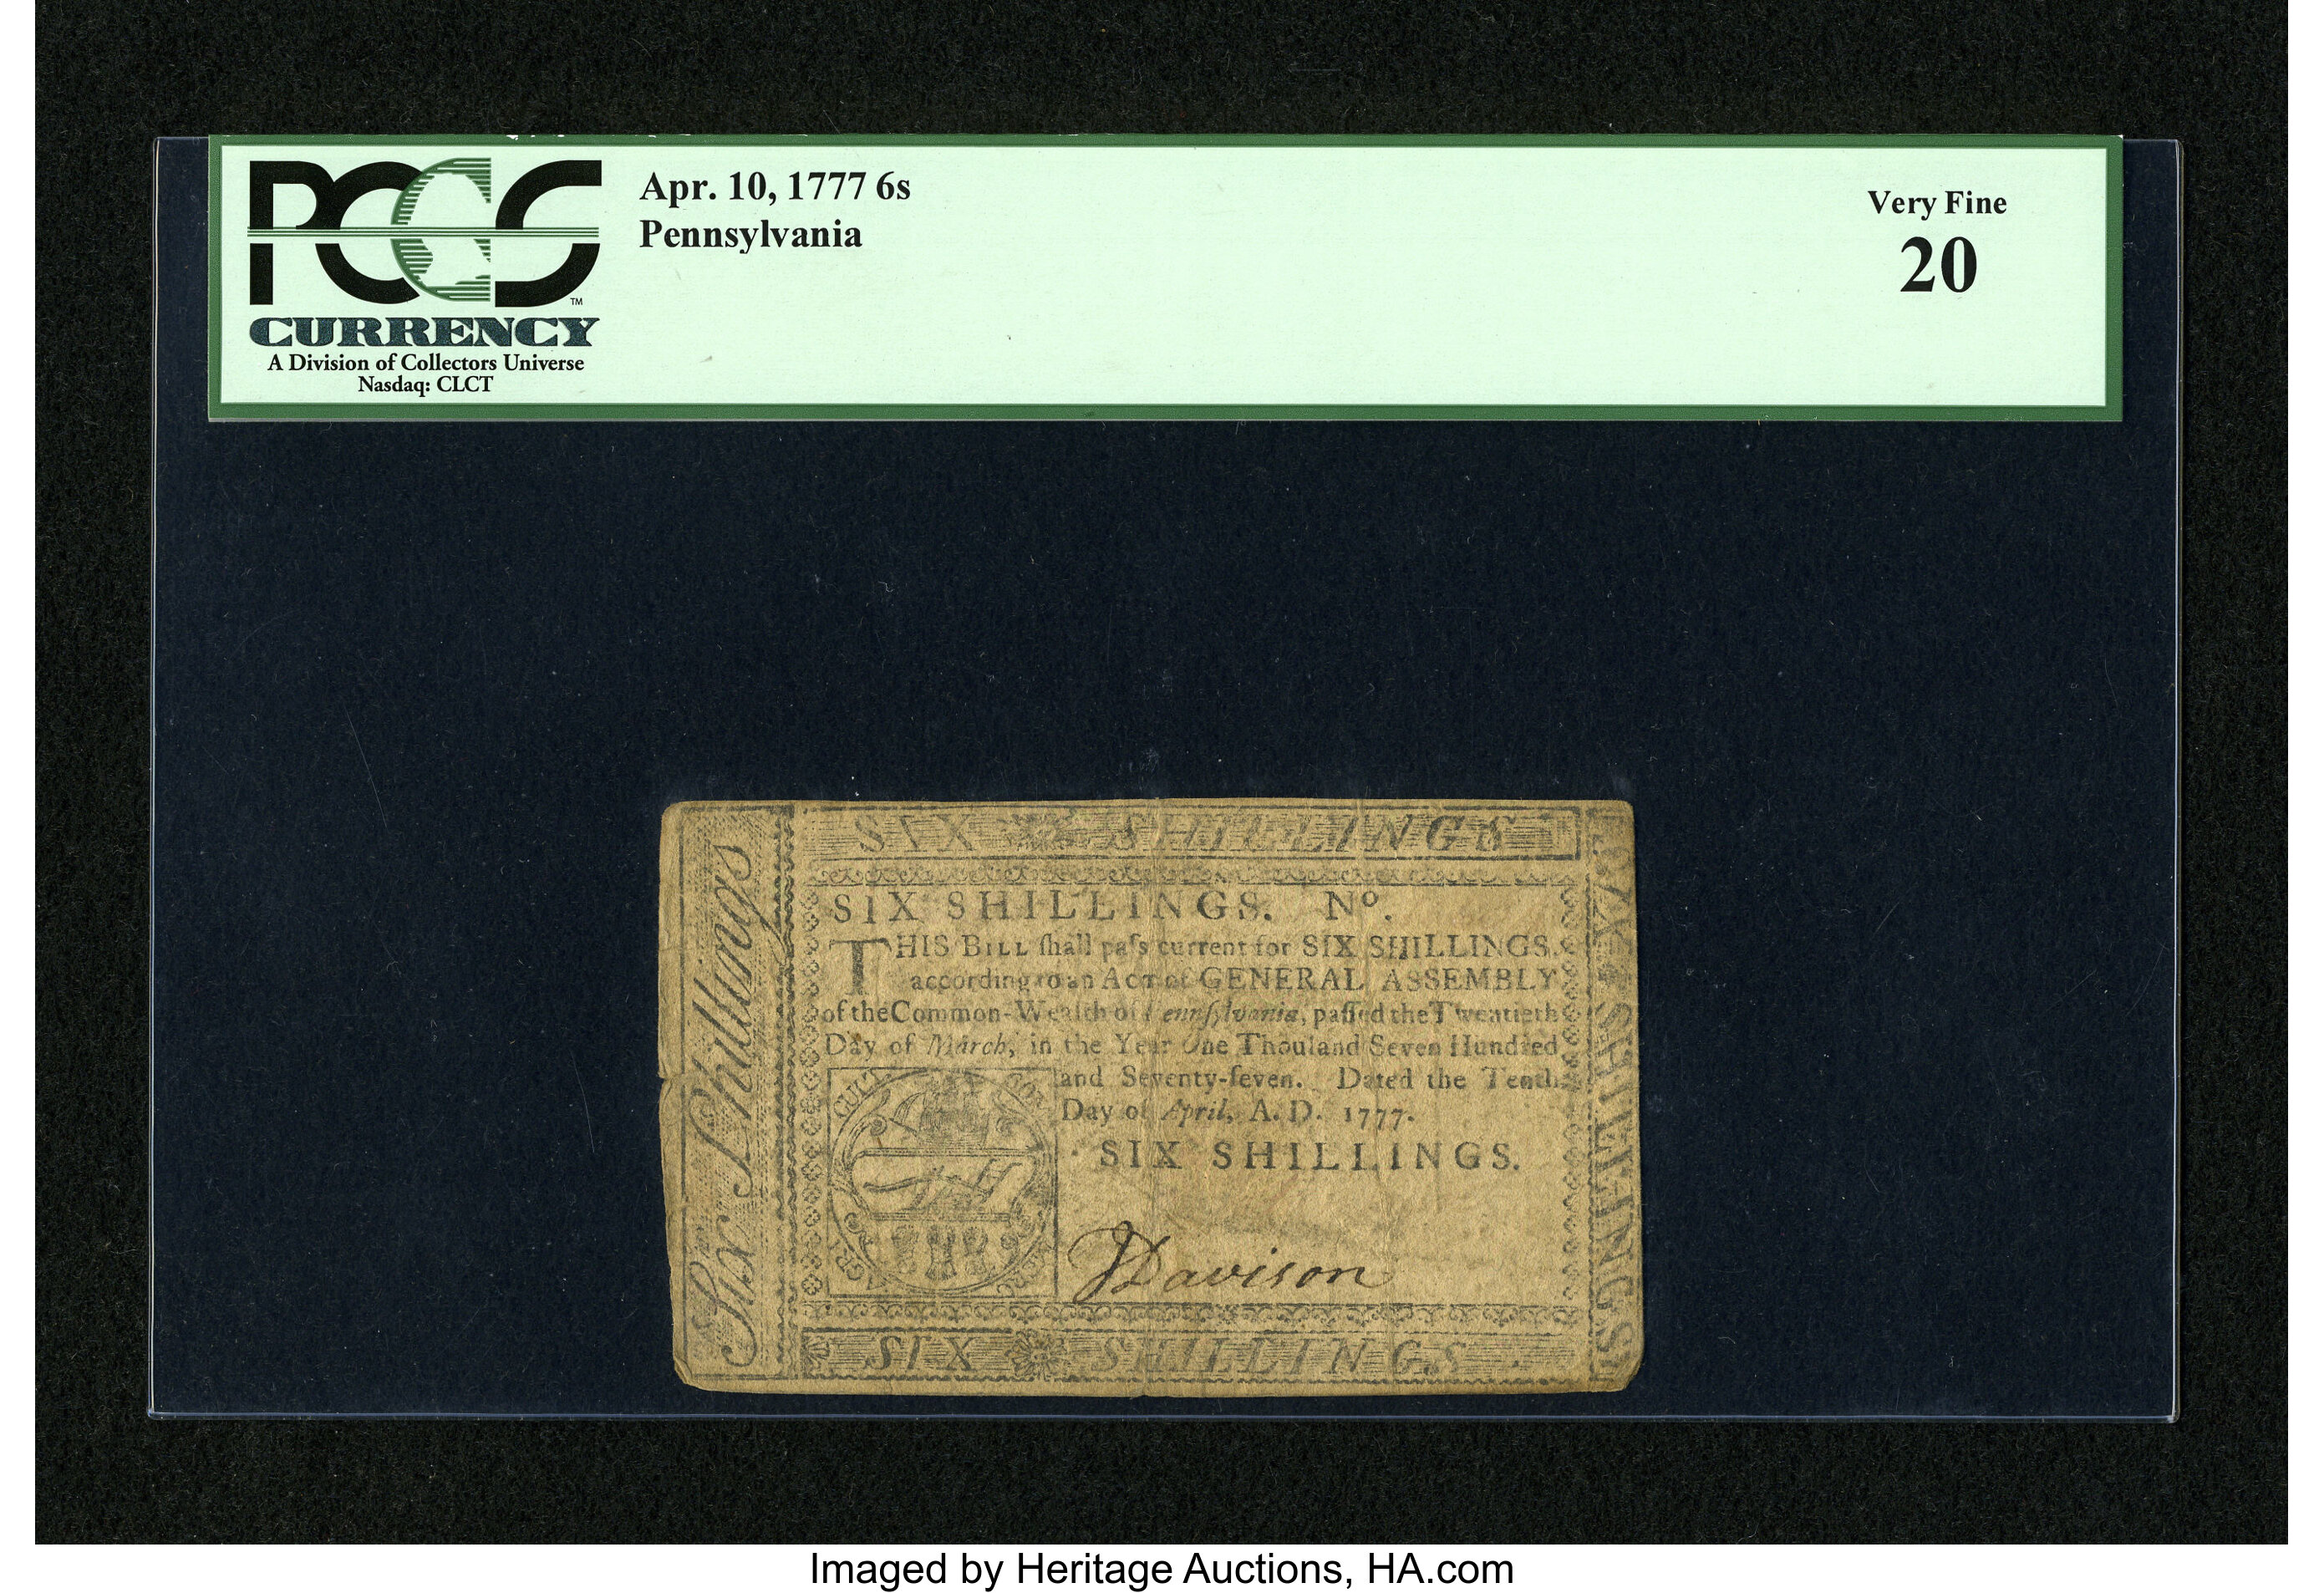 PCGS
CURRENCY
A Division of Collectors Universe
Nasdaq: CLCT
Apr. 10, 1777 6s
Pennsylvania
Very Fine
20
SIX SHILLINGS
SIX SHILLINGS. Nº.
THIS BILL ſhall paſs current for SIX SHILLINGS,
according to an Act of GENERAL ASSEMBLY
of the Common-Wealth of Pennſylvania, paſſed the Twentieth
Day of March, in the Year One Thouſand Seven Hundred
and Seventy-ſeven. Dated the Tenth
Day of April, A. D. 1777.
SIX SHILLINGS.
JDavison
Six Shillings
SIX SHILLINGS
SIX SHILLINGS
Imaged by Heritage Auctions, HA.com